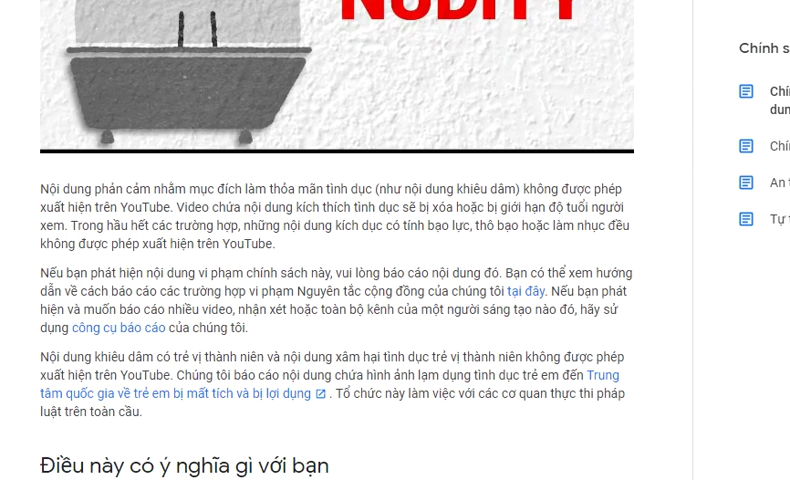 NUDITY
Nội dung phản cảm nhằm mục đích làm thỏa mãn tình dục (như nội dung khiêu dâm) không được phép
xuất hiện trên YouTube. Video chứa nội dung kích thích tình dục sẽ bị xóa hoặc bị giới hạn độ tuổi người
xem. Trong hầu hết các trường hợp, những nội dung kích dục có tính bạo lực, thô bạo hoặc làm nhục đều
không được phép xuất hiện trên YouTube.
Nếu bạn phát hiện nội dung vi phạm chính sách này, vui lòng báo cáo nội dung đó. Bạn có thể xem hướng
dẫn về cách báo cáo các trường hợp vi phạm Nguyên tắc cộng đồng của chúng tôi tại đây. Nếu bạn phát
hiện và muốn báo cáo nhiều video, nhận xét hoặc toàn bộ kênh của một người sáng tạo nào đó, hãy sử
dụng công cụ báo cáo của chúng tôi.
Nội dung khiêu dâm có trẻ vị thành niên và nội dung xâm hại tình dục trẻ vị thành niên không được phép
xuất hiện trên YouTube. Chúng tôi báo cáo nội dung chứa hình ảnh lạm dụng tình dục trẻ em đến Trung
tâm quốc gia về trẻ em bị mất tích và bị lợi dụng . Tổ chức này làm việc với các cơ quan thực thi pháp
luật trên toàn cầu.
Điều này có ý nghĩa gì với bạn
Chính s
Chí
dun
Chí
An t
Tự t